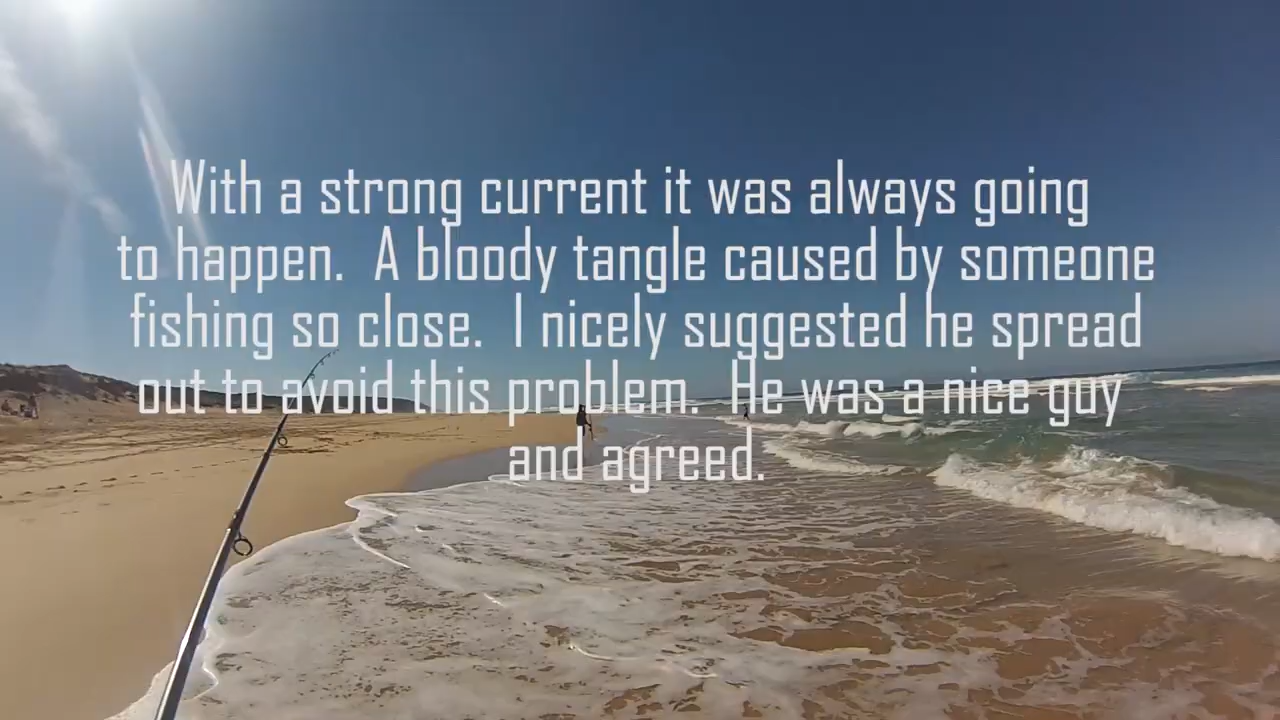 With a strong current it was always going
to happen.  A bloody tangle caused by someone
fishing so close.  I nicely suggested he spread
out to avoid this problem.  He was a nice guy
and agreed.